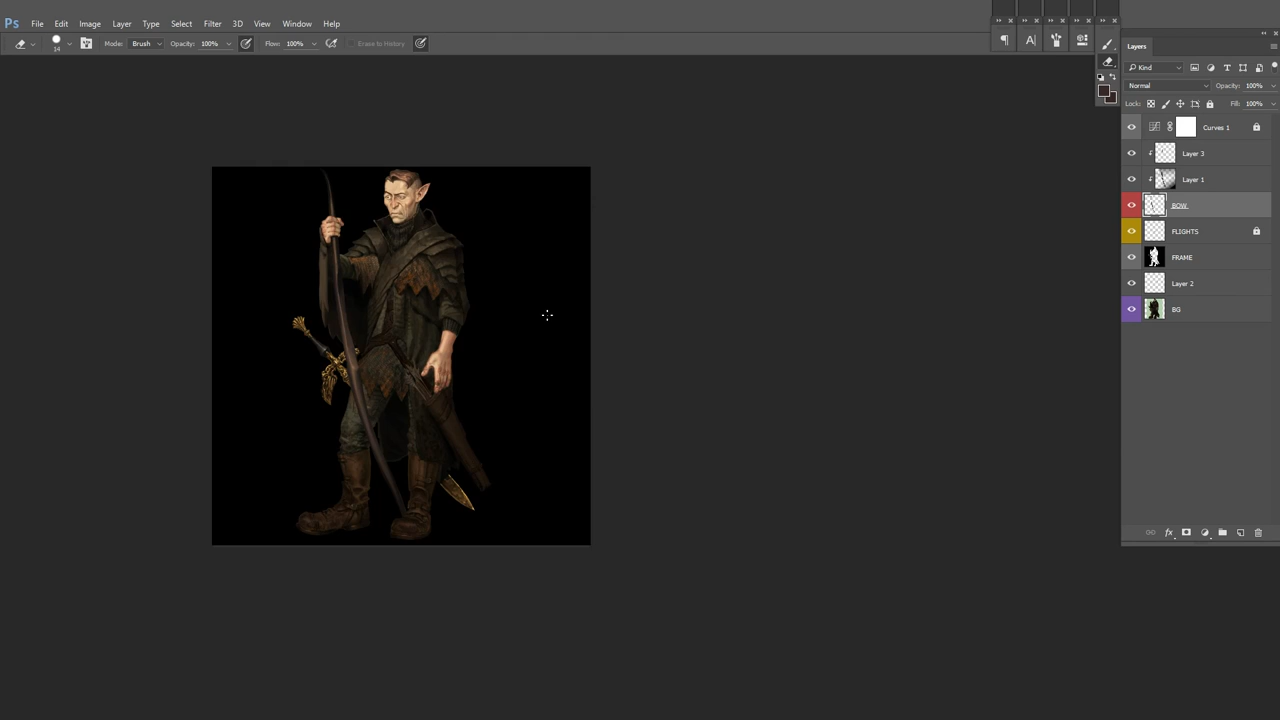 Ps File Edit Image Layer Type Select Filter 3D View Window Help
14 Mode: Brush Opacity: 100% Flow: 100% Erase to History
Layers
Kind
Normal Opacity: 100%
Lock: Fill: 100%
Curves 1
Layer 3
Layer 1
BOW
FLIGHTS
FRAME
Layer 2
BG
fx